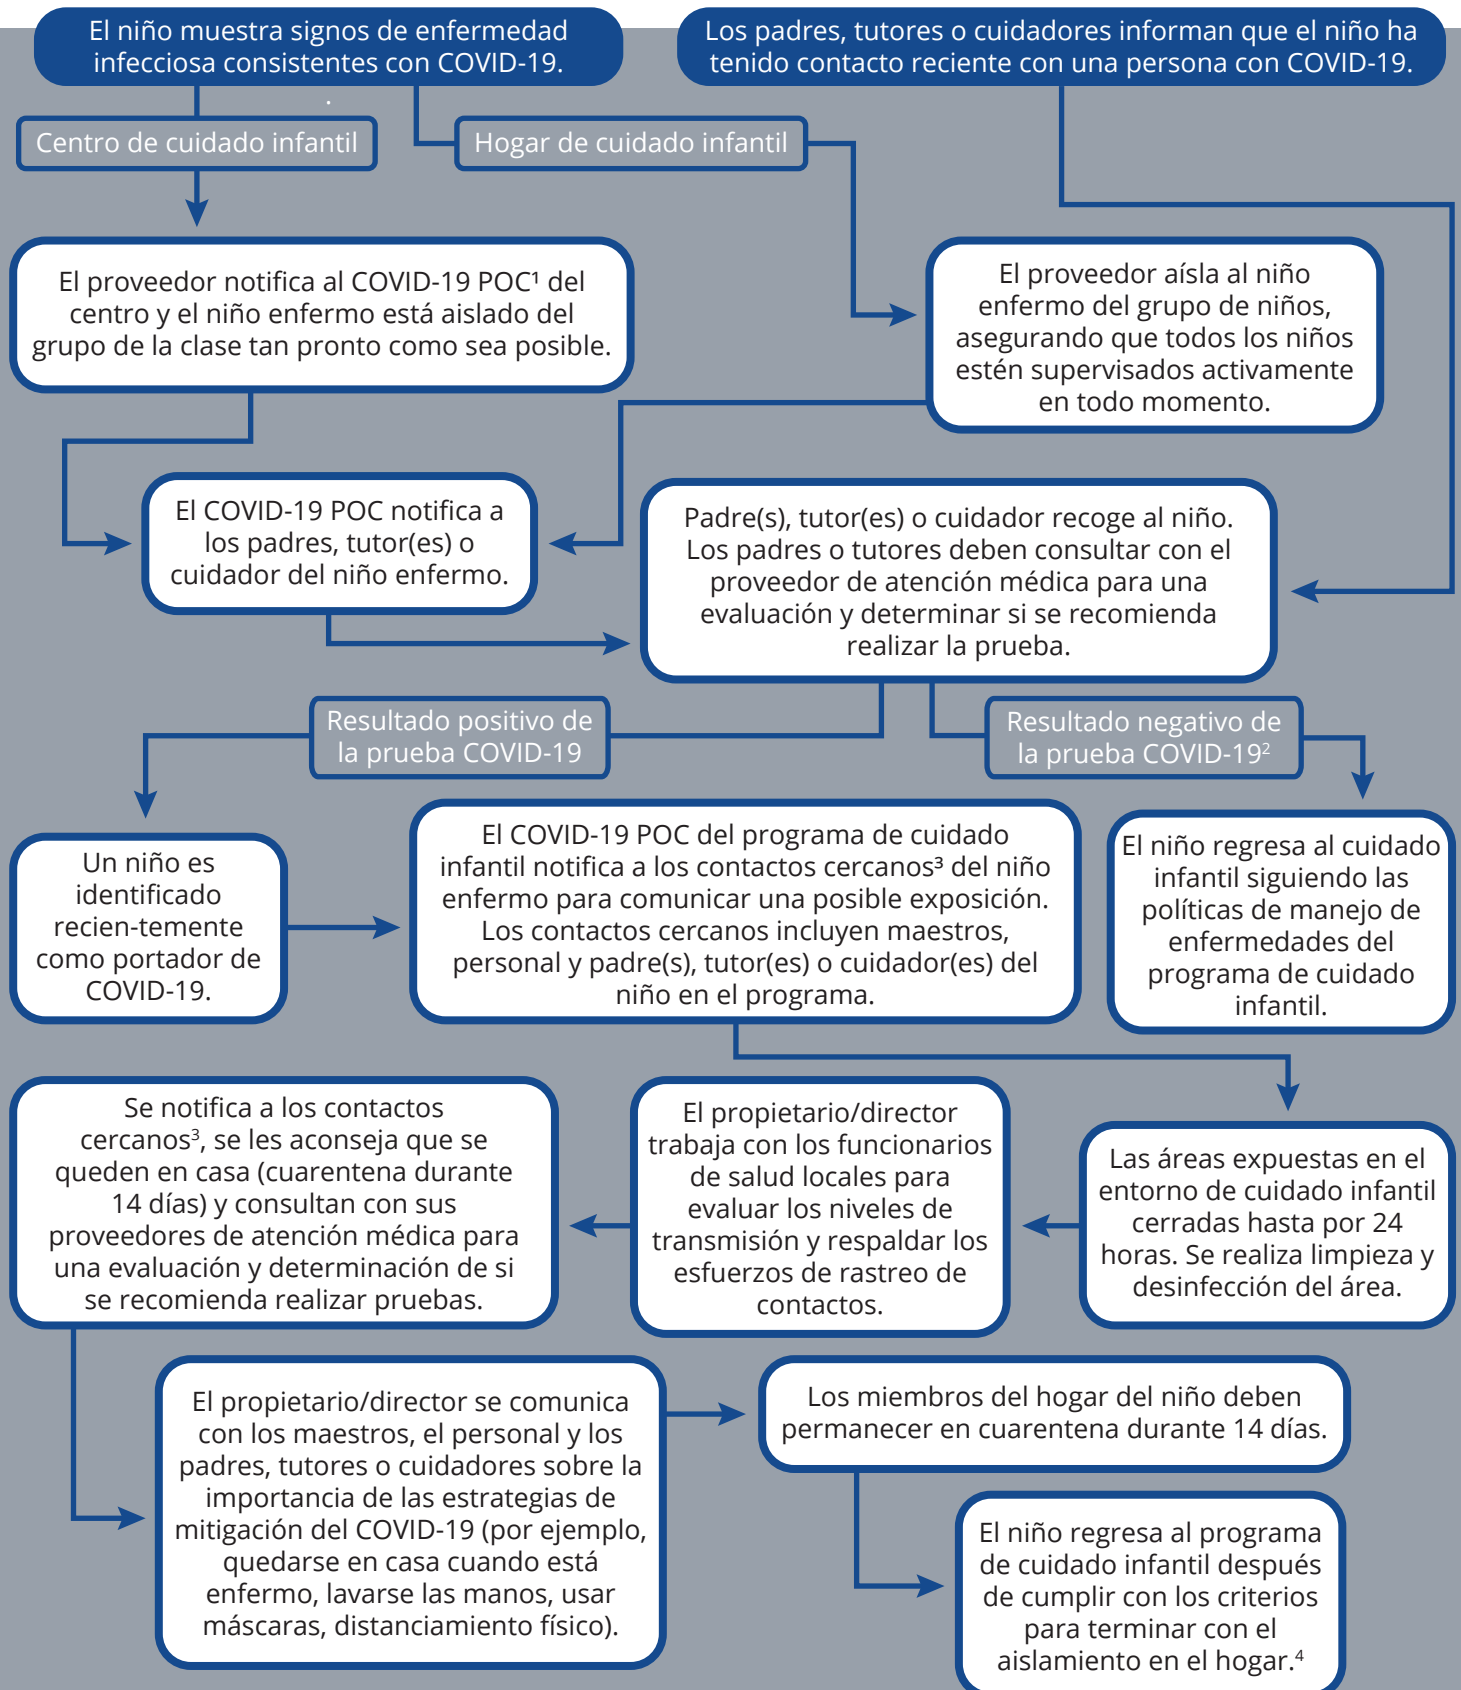 El niño muestra signos de enfermedad
infecciosa consistentes con COVID-19.
Los padres, tutores o cuidadores informan que el niño ha
tenido contacto reciente con una persona con COVID-19.
.
Centro de cuidado infantil
Hogar de cuidado infantil
El proveedor notifica al COVID-19 POC¹ del
centro y el niño enfermo está aislado del
grupo de la clase tan pronto como sea posible.
El proveedor aísla al niño
enfermo del grupo de niños,
asegurando que todos los niños
estén supervisados activamente
en todo momento.
El COVID-19 POC notifica a
los padres, tutor(es) o
cuidador del niño enfermo.
Padre(s), tutor(es) o cuidador recoge al niño.
Los padres o tutores deben consultar con el
proveedor de atención médica para una
evaluación y determinar si se recomienda
realizar la prueba.
Resultado positivo de
la prueba COVID-19
Resultado negativo de
la prueba COVID-19²
Un niño es
identificado
recien-temente
como portador de
COVID-19.
El COVID-19 POC del programa de cuidado
infantil notifica a los contactos cercanos³ del niño
enfermo para comunicar una posible exposición.
Los contactos cercanos incluyen maestros,
personal y padre(s), tutor(es) o cuidador(es) del
niño en el programa.
El niño regresa al cuidado
infantil siguiendo las
políticas de manejo de
enfermedades del
programa de cuidado
infantil.
Se notifica a los contactos
cercanos³, se les aconseja que se
queden en casa (cuarentena durante
14 días) y consultan con sus
proveedores de atención médica para
una evaluación y determinación de si
se recomienda realizar pruebas.
El propietario/director
trabaja con los funcionarios
de salud locales para
evaluar los niveles de
transmisión y respaldar los
esfuerzos de rastreo de
contactos.
Las áreas expuestas en el
entorno de cuidado infantil
cerradas hasta por 24
horas. Se realiza limpieza y
desinfección del área.
El propietario/director se comunica
con los maestros, el personal y los
padres, tutores o cuidadores sobre la
importancia de las estrategias de
mitigación del COVID-19 (por ejemplo,
quedarse en casa cuando está
enfermo, lavarse las manos, usar
máscaras, distanciamiento físico).
Los miembros del hogar del niño deben
permanecer en cuarentena durante 14 días.
El niño regresa al programa
de cuidado infantil después
de cumplir con los criterios
para terminar con el
aislamiento en el hogar.⁴